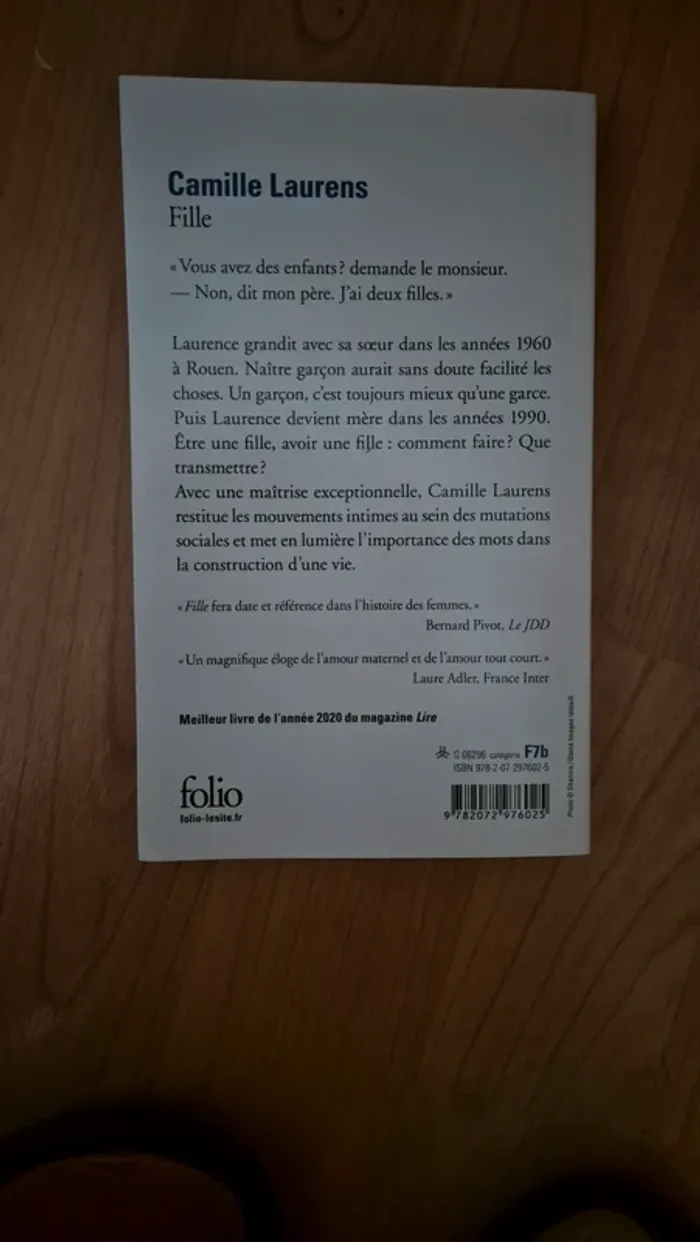 Camille Laurens
Fille
« Vous avez des enfants ? demande le monsieur.
— Non, dit mon père. J'ai deux filles. »
Laurence grandit avec sa sœur dans les années 1960
à Rouen. Naître garçon aurait sans doute facilité les
choses. Un garçon, c'est toujours mieux qu'une garce.
Puis Laurence devient mère dans les années 1990.
Être une fille, avoir une fille : comment faire ? Que
transmettre ?
Avec une maîtrise exceptionnelle, Camille Laurens
restitue les mouvements intimes au sein des mutations
sociales et met en lumière l'importance des mots dans
la construction d'une vie.
« Fille fera date et référence dans l'histoire des femmes. »
Bernard Pivot, Le JDD
« Un magnifique éloge de l'amour maternel et de l'amour tout court. »
Laure Adler, France Inter
Meilleur livre de l'année 2020 du magazine Lire
C 06296 catégorie F7b
ISBN 978-2-07-297602-5
folio
folio-lesite.fr
9 782072 976025
Photo ©